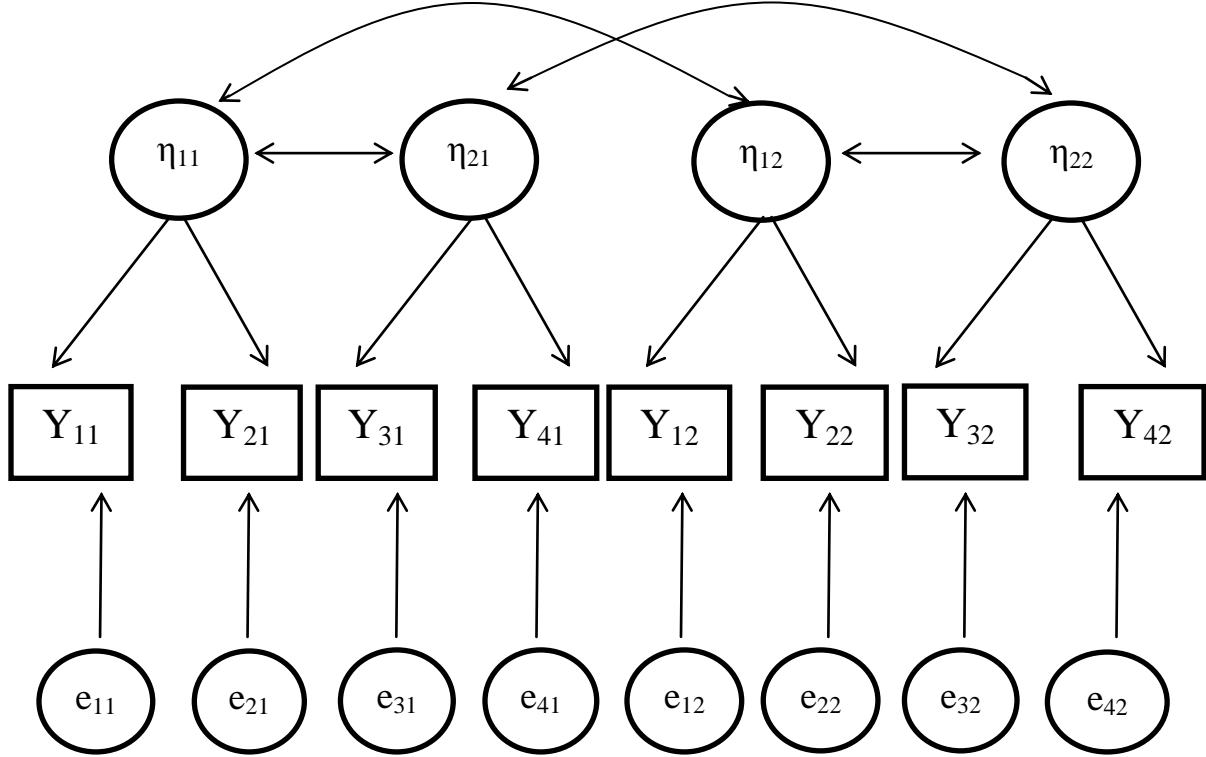 η₁₁ η₂₁ η₁₂ η₂₂
Y₁₁ Y₂₁ Y₃₁ Y₄₁ Y₁₂ Y₂₂ Y₃₂ Y₄₂
e₁₁ e₂₁ e₃₁ e₄₁ e₁₂ e₂₂ e₃₂ e₄₂